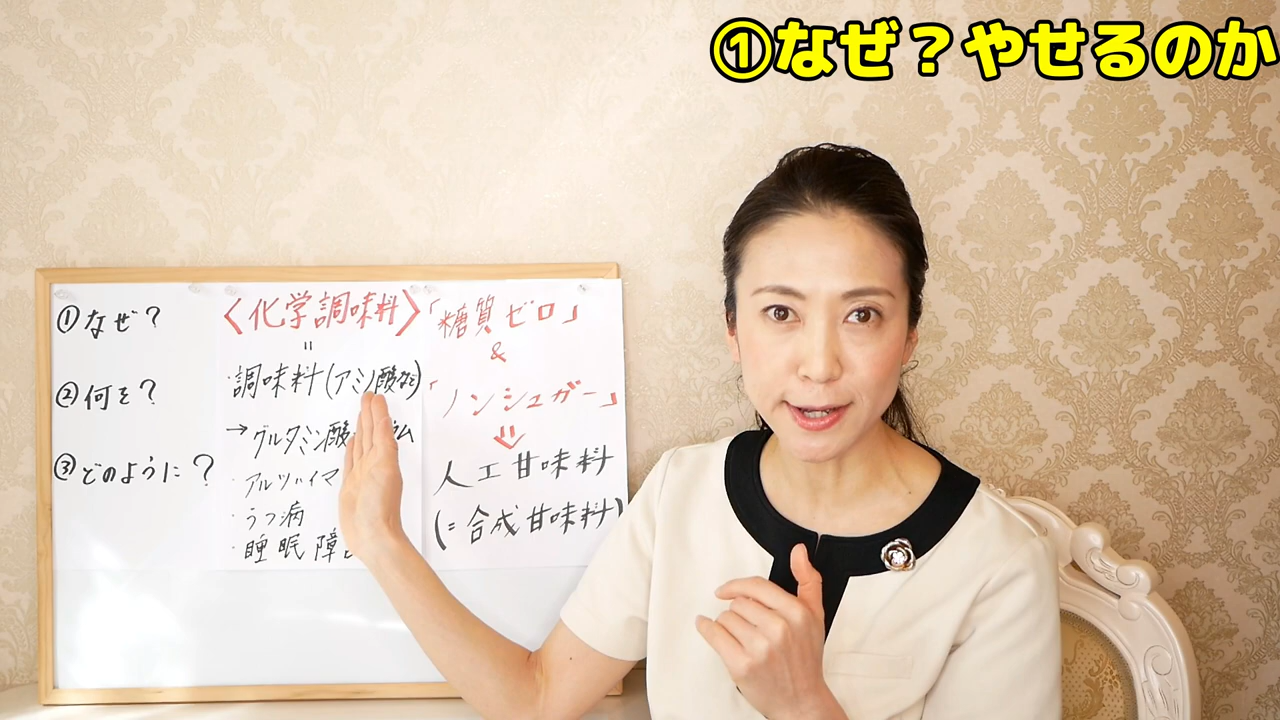 ①なぜ？やせるのか
①なぜ？
②何を？
③どのように？
〈化学調味料〉
＝
・調味料(アミノ酸など)
→グルタミン酸
・アルツハイマ
・うつ病
・睡眠障
「糖質ゼロ」
&
「ノンシュガー」
⇓
人工甘味料
(＝合成甘味料)